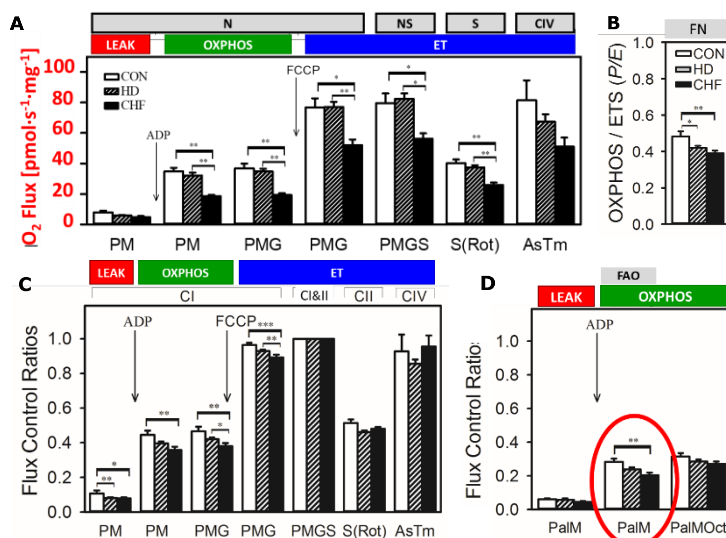 A
N
NS
S
CIV
LEAK
OXPHOS
ET
O2 Flux [pmol·s-1·mg-1]
100
80
60
40
20
0
CON
HD
CHF
ADP
FCCP
**
**
**
**
*
**
**
*
**
**
PM
PM
PMG
PMG
PMGS
S(Rot)
AsTm
B
FN
OXPHOS / ETS (P/E)
1.0
0.8
0.6
0.4
0.2
0.0
CON
HD
CHF
**
*
C
LEAK
OXPHOS
ET
CI
CI&II
CII
CIV
Flux Control Ratios
1.0
0.8
0.6
0.4
0.2
0.0
ADP
FCCP
*
**
**
**
*
***
**
PM
PM
PMG
PMG
PMGS
S(Rot)
AsTm
D
FAO
LEAK
OXPHOS
ADP
Flux Control Ratios
1.0
0.8
0.6
0.4
0.2
0.0
**
PalM
PalM
PalMOct